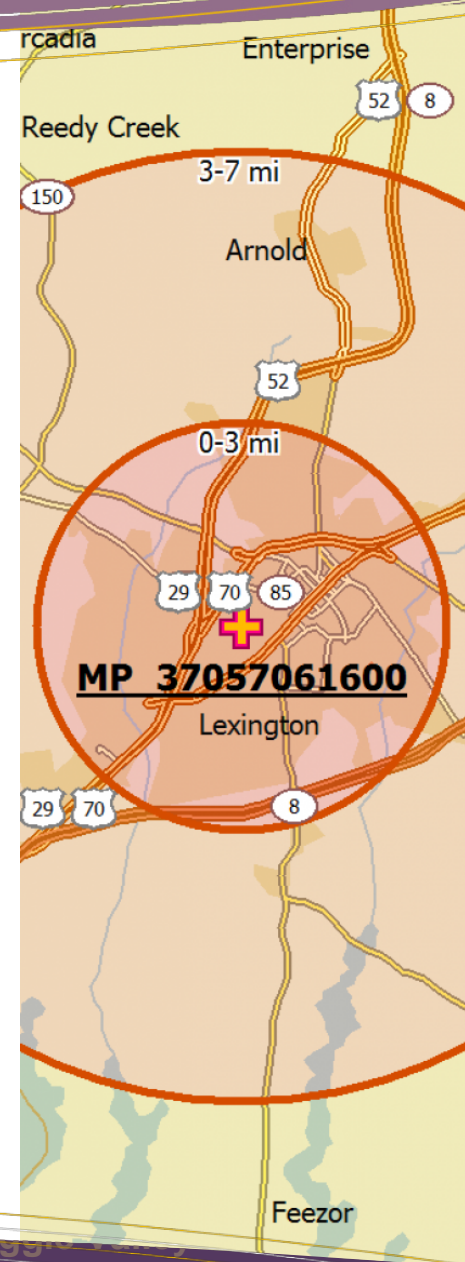 rcadia
Enterprise
52
8
Reedy Creek
3-7 mi
150
Arnold
52
0-3 mi
29
70
85
MP 37057061600
Lexington
29
70
8
Feezor